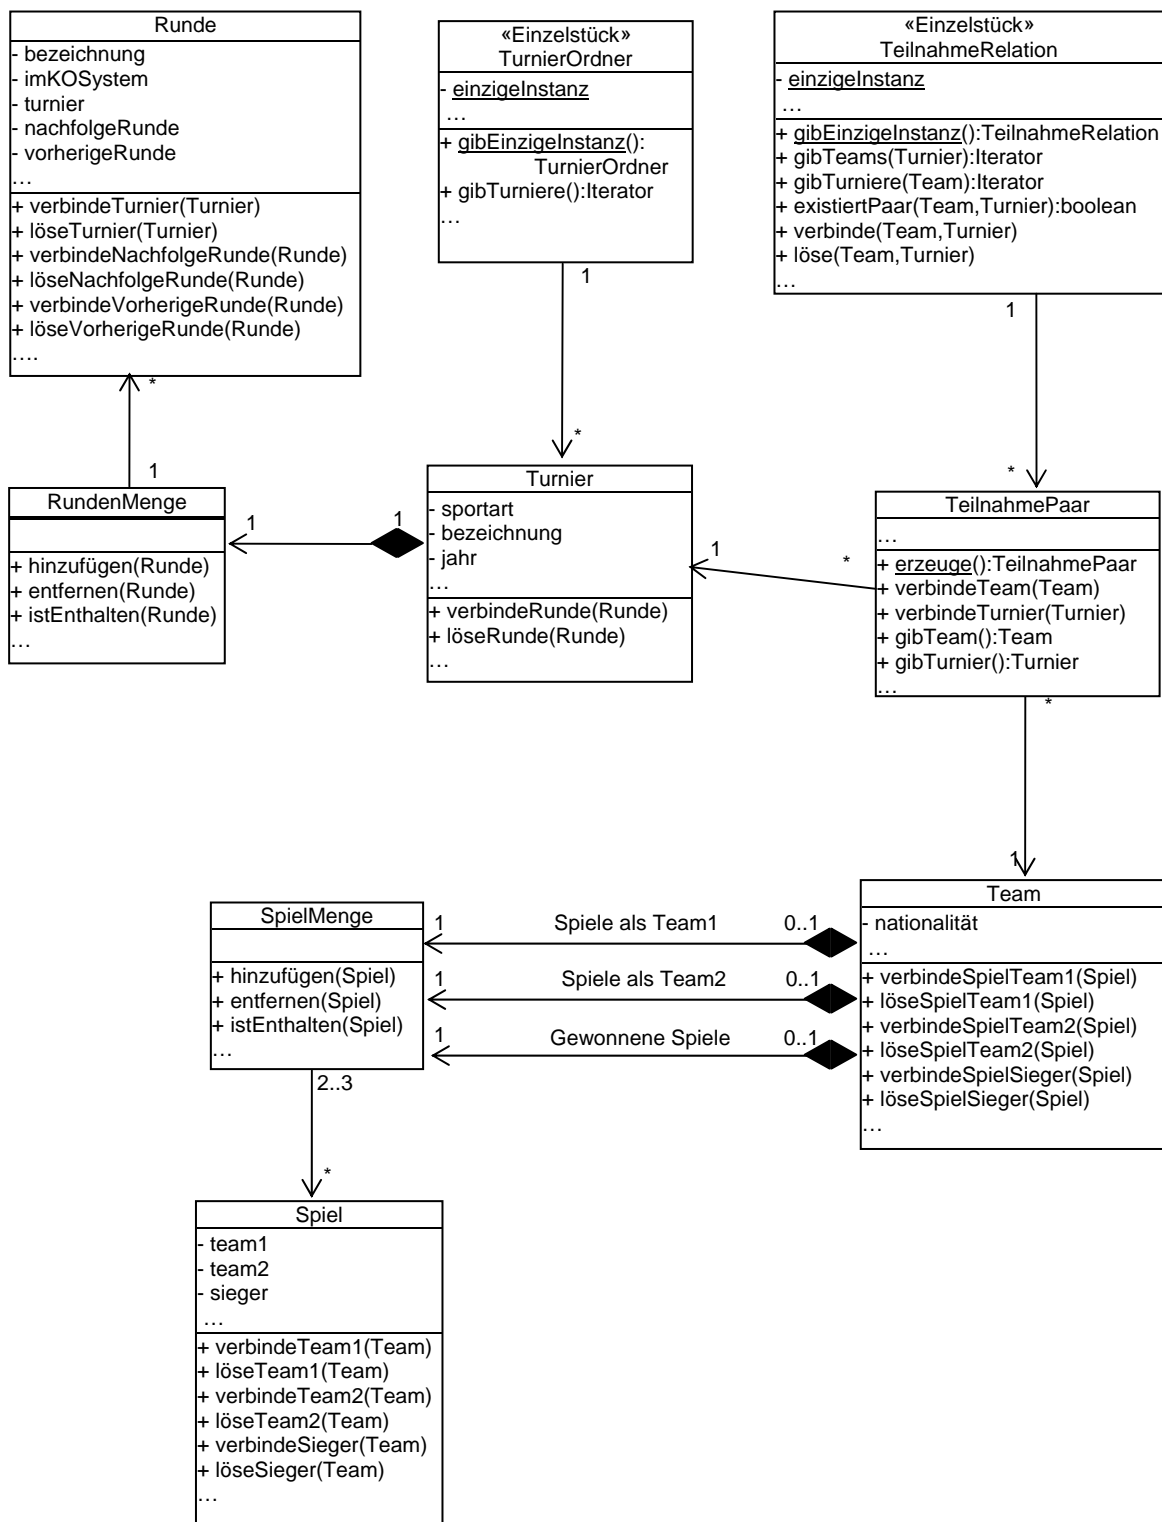 Runde
- bezeichnung
- imKOSystem
- turnier
- nachfolgeRunde
- vorherigeRunde
…
+ verbindeTurnier(Turnier)
+ löseTurnier(Turnier)
+ verbindeNachfolgeRunde(Runde)
+ löseNachfolgeRunde(Runde)
+ verbindeVorherigeRunde(Runde)
+ löseVorherigeRunde(Runde)
….
«Einzelstück»
TurnierOrdner
- einzigeInstanz
…
+ gibEinzigeInstanz():
TurnierOrdner
+ gibTurniere():Iterator
…
«Einzelstück»
TeilnahmeRelation
- einzigeInstanz
…
+ gibEinzigeInstanz():TeilnahmeRelation
+ gibTeams(Turnier):Iterator
+ gibTurniere(Team):Iterator
+ existiertPaar(Team,Turnier):boolean
+ verbinde(Team,Turnier)
+ löse(Team,Turnier)
…
1
1
*
*
*
1
RundenMenge
+ hinzufügen(Runde)
+ entfernen(Runde)
+ istEnthalten(Runde)
…
1
1
Turnier
- sportart
- bezeichnung
- jahr
…
+ verbindeRunde(Runde)
+ löseRunde(Runde)
…
1
*
TeilnahmePaar
…
+ erzeuge():TeilnahmePaar
+ verbindeTeam(Team)
+ verbindeTurnier(Turnier)
+ gibTeam():Team
+ gibTurnier():Turnier
…
*
1
SpielMenge
+ hinzufügen(Spiel)
+ entfernen(Spiel)
+ istEnthalten(Spiel)
…
1 Spiele als Team1 0..1
1 Spiele als Team2 0..1
1 Gewonnene Spiele 0..1
Team
- nationalität
…
+ verbindeSpielTeam1(Spiel)
+ löseSpielTeam1(Spiel)
+ verbindeSpielTeam2(Spiel)
+ löseSpielTeam2(Spiel)
+ verbindeSpielSieger(Spiel)
+ löseSpielSieger(Spiel)
…
2..3
*
Spiel
- team1
- team2
- sieger
…
+ verbindeTeam1(Team)
+ löseTeam1(Team)
+ verbindeTeam2(Team)
+ löseTeam2(Team)
+ verbindeSieger(Team)
+ löseSieger(Team)
…